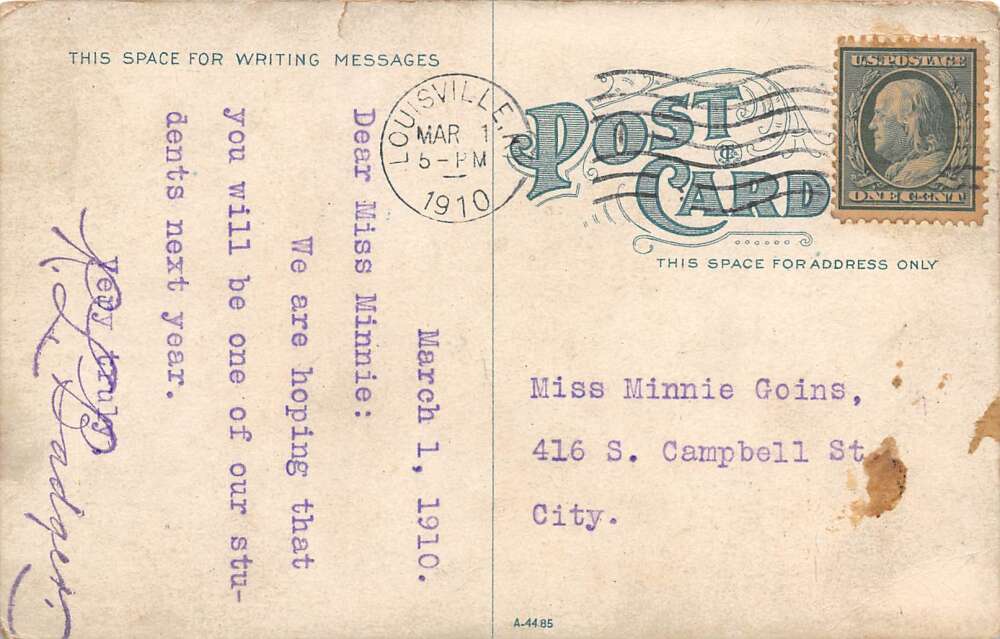 THIS SPACE FOR WRITING MESSAGES
March 1, 1910.
Dear Miss Minnie:
We are hoping that
you will be one of our stu-
dents next year.
Very truly,
LOUISVILLE, K
MAR 1
5-PM
1910
POST
CARD
U.S. POSTAGE
ONE CENT
THIS SPACE FOR ADDRESS ONLY
Miss Minnie Goins,
416 S. Campbell St
City.
A-4485